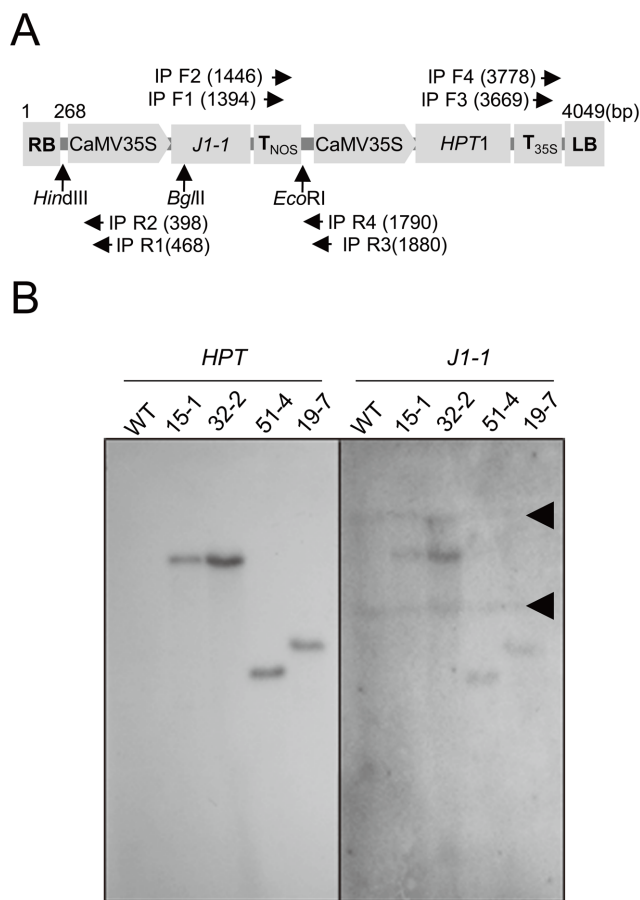 A
IP F2 (1446)
IP F4 (3778)
IP F1 (1394)
IP F3 (3669)
1 268 4049(bp)
RB CaMV35S J1-1 TNOS CaMV35S HPT1 T35S LB
HindIII BglII EcoRI
IP R2 (398) IP R4 (1790)
IP R1(468) IP R3(1880)
B
HPT J1-1
WT 15-1 32-2 51-4 19-7 WT 15-1 32-2 51-4 19-7